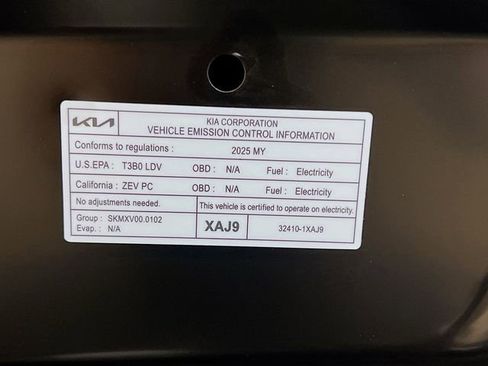 KIA
KIA CORPORATION
VEHICLE EMISSION CONTROL INFORMATION
Conforms to regulations : 2025 MY
U.S.EPA : T3B0 LDV OBD : N/A Fuel : Electricity
California : ZEV PC OBD : N/A Fuel : Electricity
No adjustments needed. This vehicle is certified to operate on electricity.
Group : SKMXV00.0102 XAJ9 32410-1XAJ9
Evap. : N/A